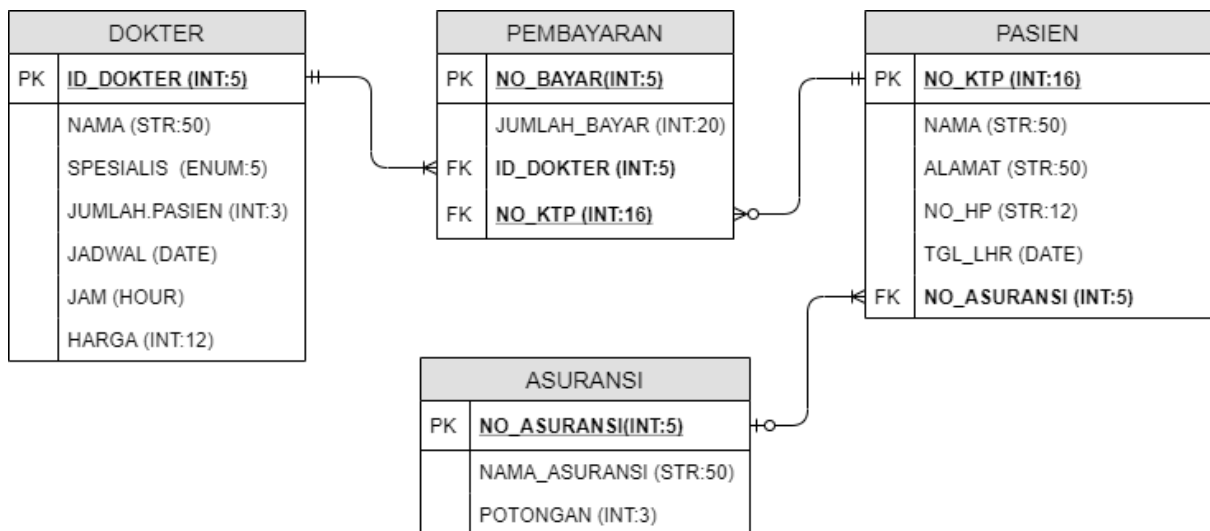 DOKTER
PK ID_DOKTER (INT:5)
NAMA (STR:50)
SPESIALIS (ENUM:5)
JUMLAH.PASIEN (INT:3)
JADWAL (DATE)
JAM (HOUR)
HARGA (INT:12)
PEMBAYARAN
PK NO_BAYAR(INT:5)
JUMLAH_BAYAR (INT:20)
FK ID_DOKTER (INT:5)
FK NO_KTP (INT:16)
PASIEN
PK NO_KTP (INT:16)
NAMA (STR:50)
ALAMAT (STR:50)
NO_HP (STR:12)
TGL_LHR (DATE)
FK NO_ASURANSI (INT:5)
ASURANSI
PK NO_ASURANSI(INT:5)
NAMA_ASURANSI (STR:50)
POTONGAN (INT:3)